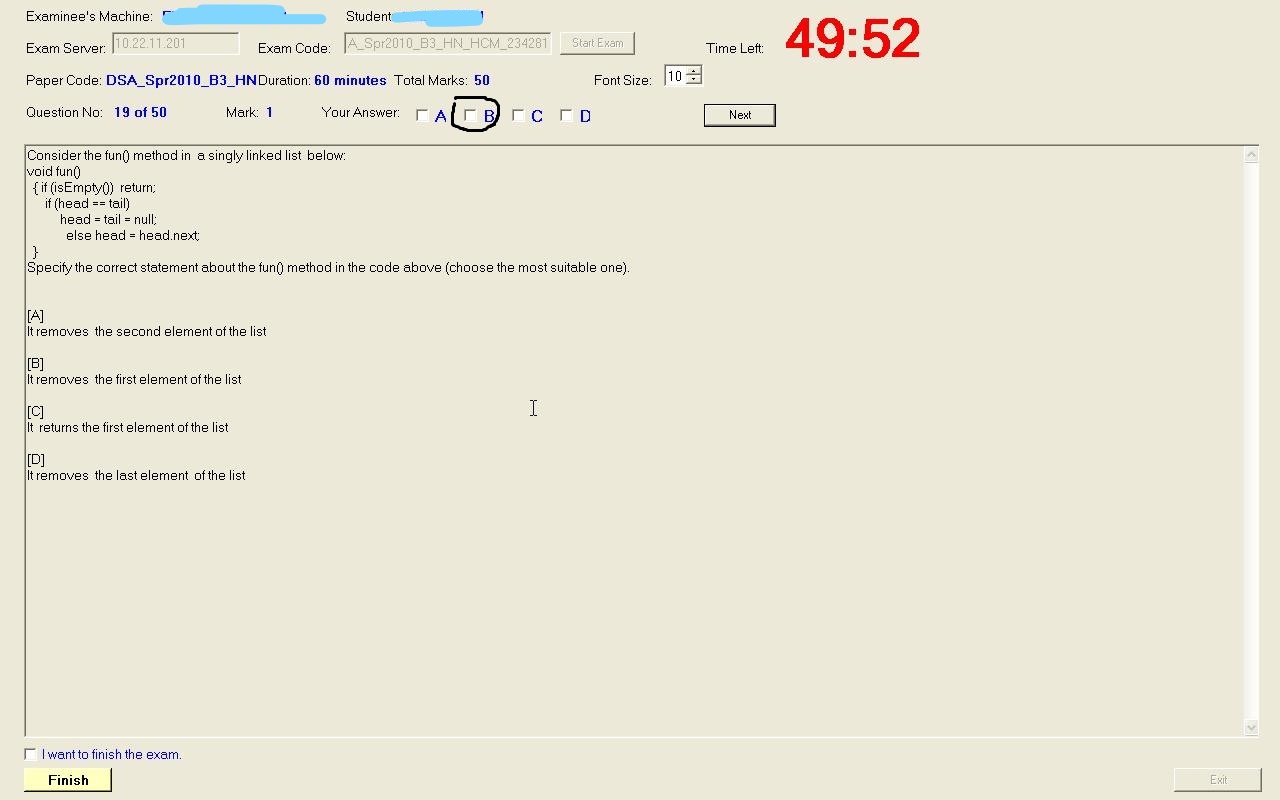 Examinee's Machine: Student
Exam Server: 10.22.11.201 Exam Code: A_Spr2010_B3_HN_HCM_234281 Start Exam Time Left: 49:52
Paper Code: DSA_Spr2010_B3_HN Duration: 60 minutes Total Marks: 50 Font Size: 10
Question No: 19 of 50 Mark: 1 Your Answer: A B C D Next
Consider the fun() method in a singly linked list below:
void fun()
{ if (isEmpty()) return;
if (head == tail)
head = tail = null;
else head = head.next;
}
Specify the correct statement about the fun() method in the code above (choose the most suitable one).
[A]
It removes the second element of the list
[B]
It removes the first element of the list
[C]
It returns the first element of the list
[D]
It removes the last element of the list
I want to finish the exam.
Finish Exit